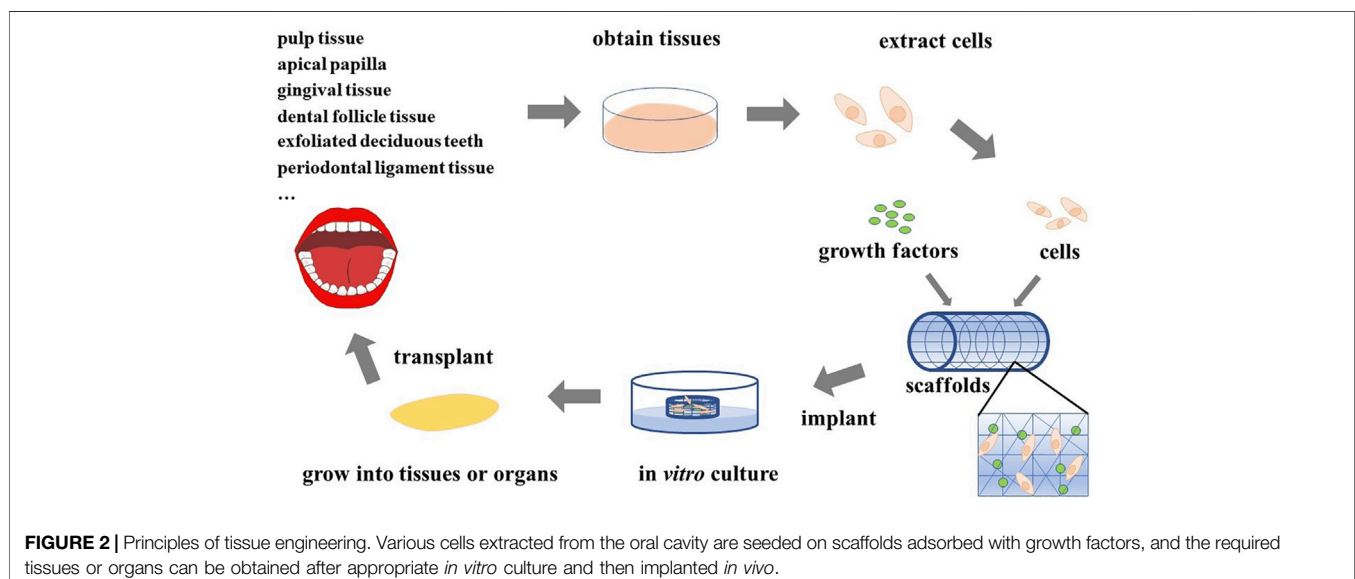 pulp tissue
apical papilla
gingival tissue
dental follicle tissue
exfoliated deciduous teeth
periodontal ligament tissue
...
obtain tissues
extract cells
growth factors
cells
scaffolds
implant
in vitro culture
grow into tissues or organs
transplant
FIGURE 2 | Principles of tissue engineering. Various cells extracted from the oral cavity are seeded on scaffolds adsorbed with growth factors, and the required
tissues or organs can be obtained after appropriate in vitro culture and then implanted in vivo.